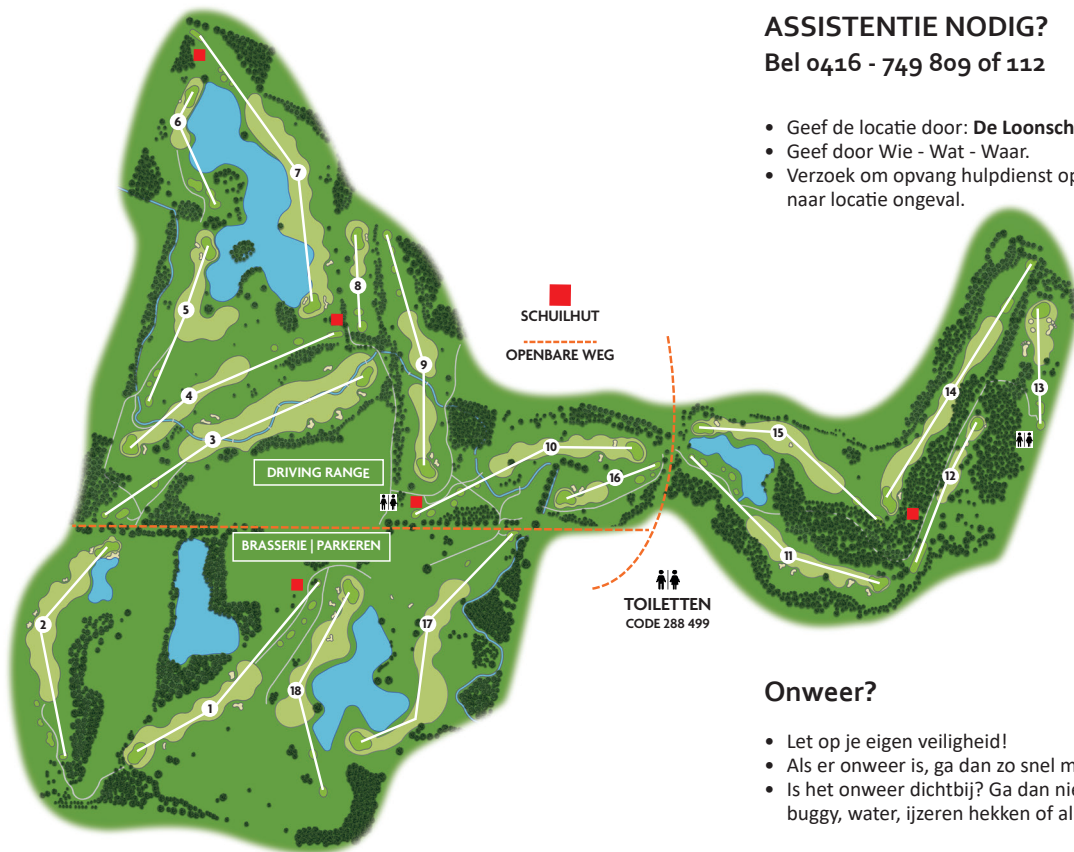 ASSISTENTIE NODIG?
Bel 0416 - 749 809 of 112
• Geef de locatie door: De Loonsch
• Geef door Wie - Wat - Waar.
• Verzoek om opvang hulpdienst op
naar locatie ongeval.
6
7
8
5
9
4
3
SCHUILHUT
OPENBARE WEG
14
13
15
12
10
16
11
DRIVING RANGE
BRASSERIE | PARKEREN
TOILETTEN
CODE 288 499
2
17
18
1
Onweer?
• Let op je eigen veiligheid!
• Als er onweer is, ga dan zo snel m
• Is het onweer dichtbij? Ga dan nie
buggy, water, ijzeren hekken of al